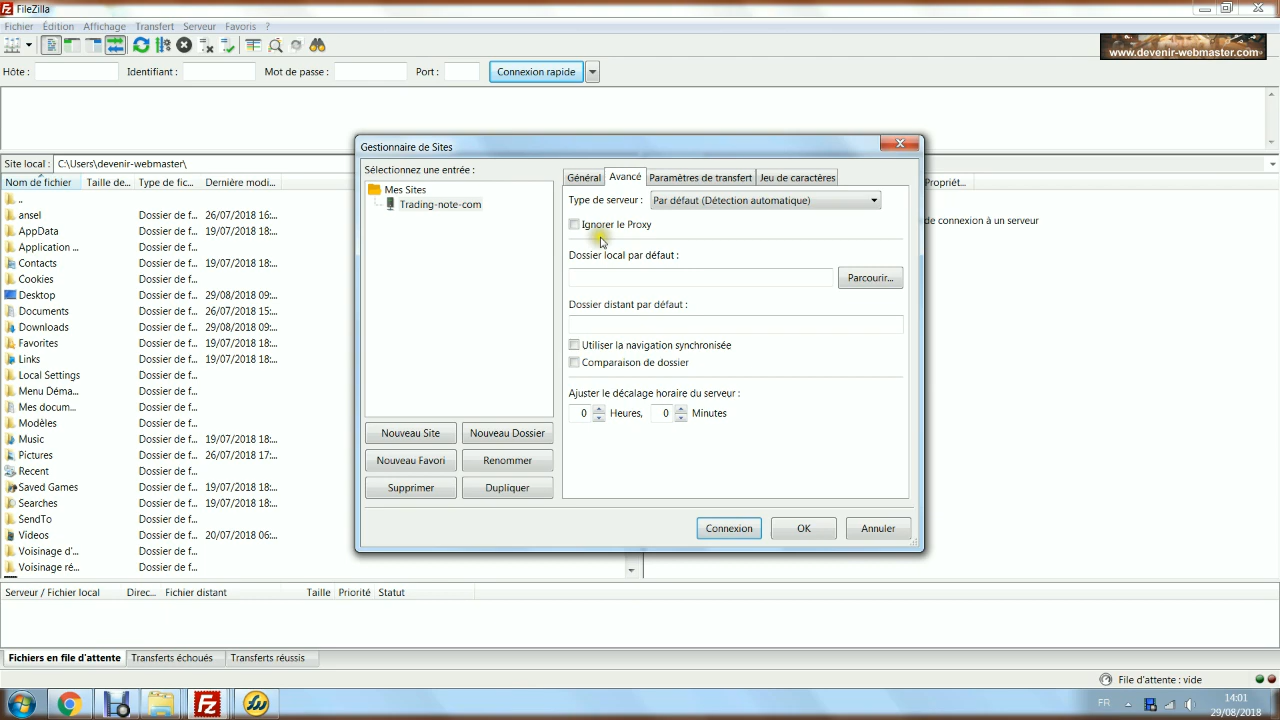 FileZilla
Fichier Édition Affichage Transfert Serveur Favoris ?
www.devenir-webmaster.com
Hôte : Identifiant : Mot de passe : Port : Connexion rapide
Site local : C:\Users\devenir-webmaster\
Nom de fichier Taille de... Type de fic... Dernière modi...
..
ansel Dossier de f... 26/07/2018 16:...
AppData Dossier de f... 19/07/2018 18:...
Application ... Dossier de f...
Contacts Dossier de f... 19/07/2018 18:...
Cookies Dossier de f...
Desktop Dossier de f... 29/08/2018 09:...
Documents Dossier de f... 26/07/2018 15:...
Downloads Dossier de f... 29/08/2018 09:...
Favorites Dossier de f... 19/07/2018 18:...
Links Dossier de f... 19/07/2018 18:...
Local Settings Dossier de f...
Menu Déma... Dossier de f...
Mes docum... Dossier de f...
Modèles Dossier de f...
Music Dossier de f... 19/07/2018 18:...
Pictures Dossier de f... 26/07/2018 17:...
Recent Dossier de f...
Saved Games Dossier de f... 19/07/2018 18:...
Searches Dossier de f... 19/07/2018 18:...
SendTo Dossier de f...
Videos Dossier de f... 20/07/2018 06:...
Voisinage d'... Dossier de f...
Voisinage ré... Dossier de f...
Gestionnaire de Sites
Sélectionnez une entrée :
Mes Sites
Trading-note-com
Nouveau Site Nouveau Dossier
Nouveau Favori Renommer
Supprimer Dupliquer
Général Avancé Paramètres de transfert Jeu de caractères
Type de serveur : Par défaut (Détection automatique)
Ignorer le Proxy
Dossier local par défaut :
Parcourir...
Dossier distant par défaut :
Utiliser la navigation synchronisée
Comparaison de dossier
Ajuster le décalage horaire du serveur :
0 Heures, 0 Minutes
Connexion OK Annuler
Propriét...
de connexion à un serveur
Serveur / Fichier local Direc... Fichier distant Taille Priorité Statut
Fichiers en file d'attente Transferts échoués Transferts réussis
File d'attente : vide
FR 14:01
29/08/2018